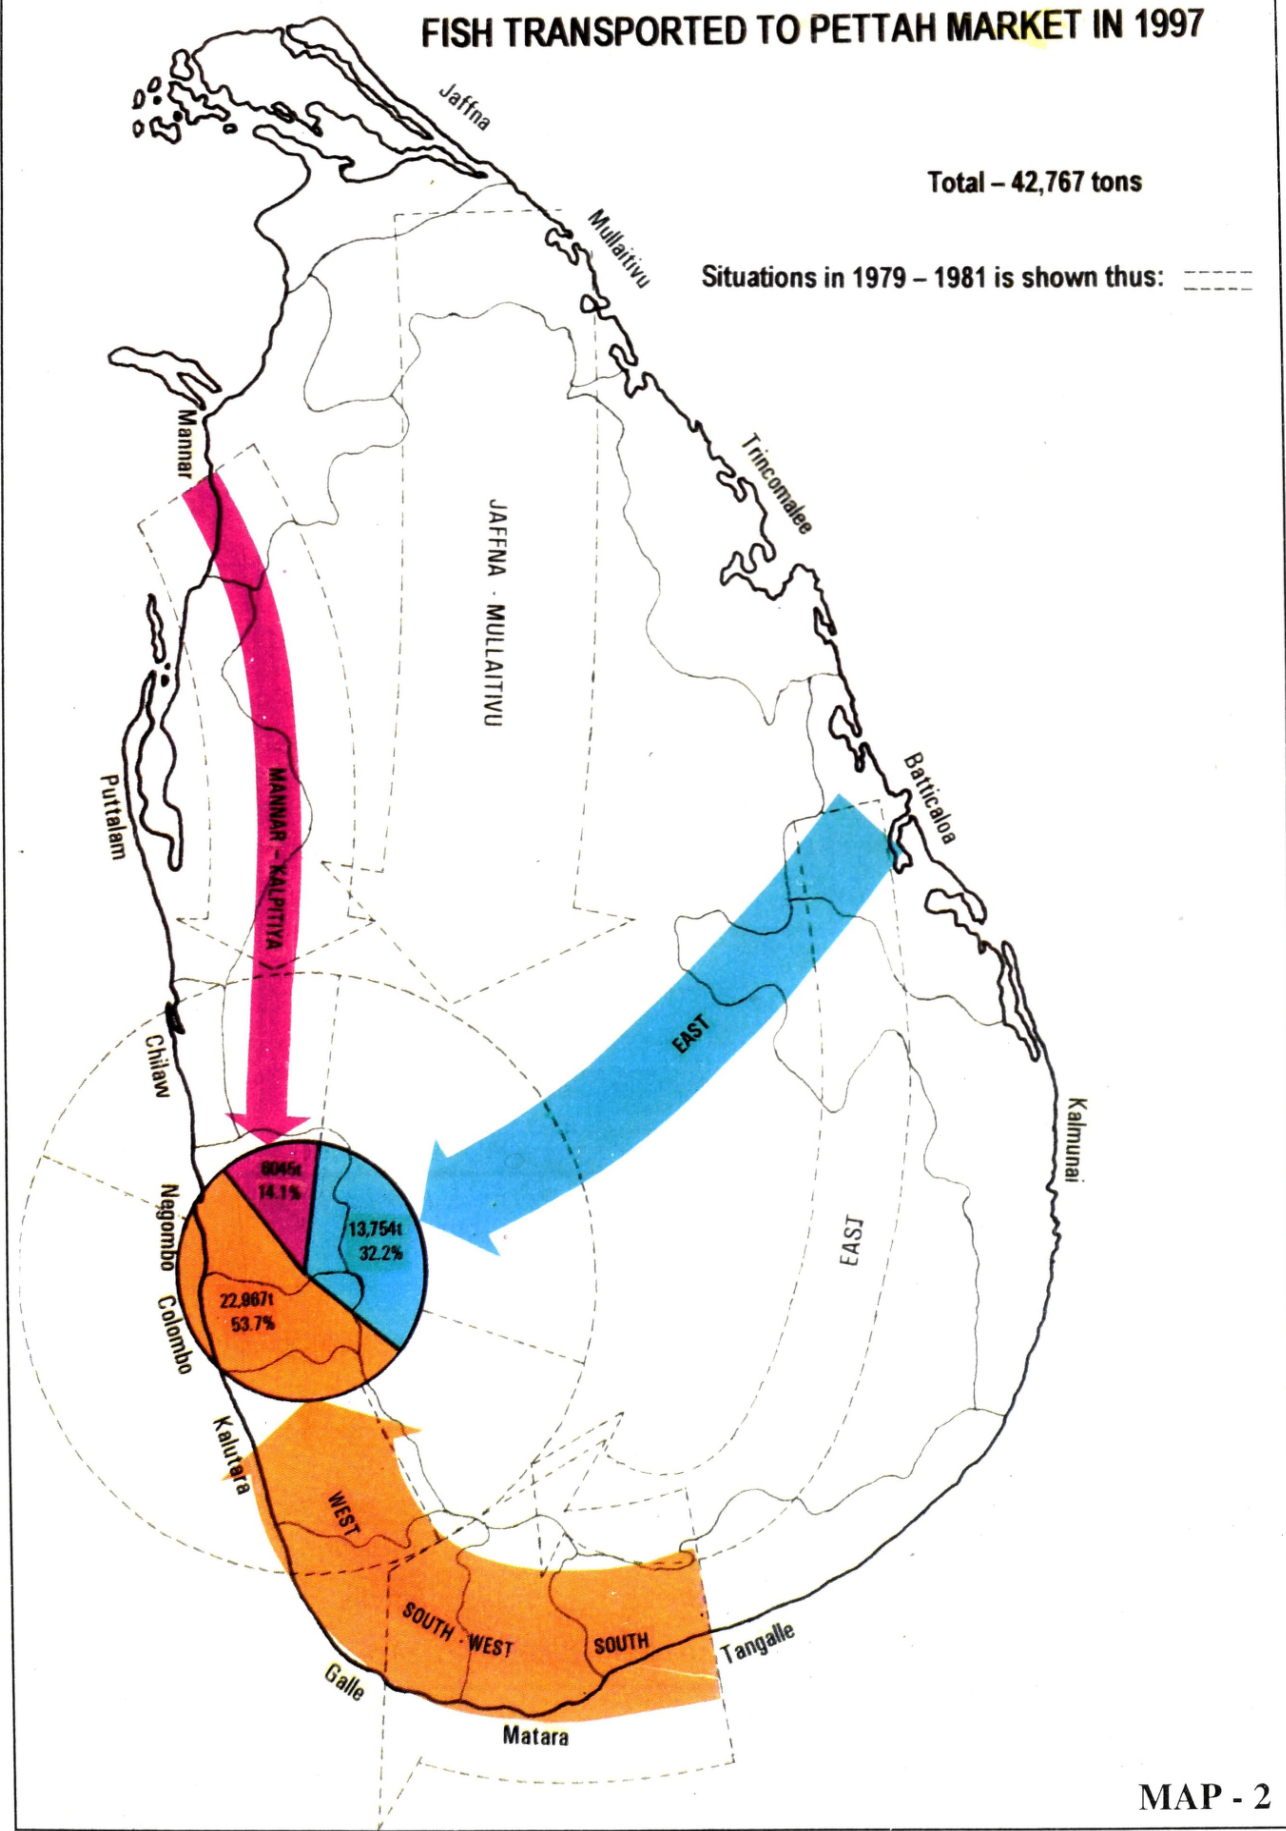 FISH TRANSPORTED TO PETTAH MARKET IN 1997
Jaffna
Total – 42,767 tons
Mullaitivu
Situations in 1979 – 1981 is shown thus:
Mannar
Trincomalee
JAFFNA - MULLAITIVU
Puttalam
MANNAR – KALPITIYA
Batticaloa
EAST
Chilaw
Kalmunai
6045t
14.1%
Negombo
13,754t
32.2%
EAST
22,967t
53.7%
Colombo
Kalutara
WEST
SOUTH - WEST
SOUTH
Tangalle
Galle
Matara
MAP - 2